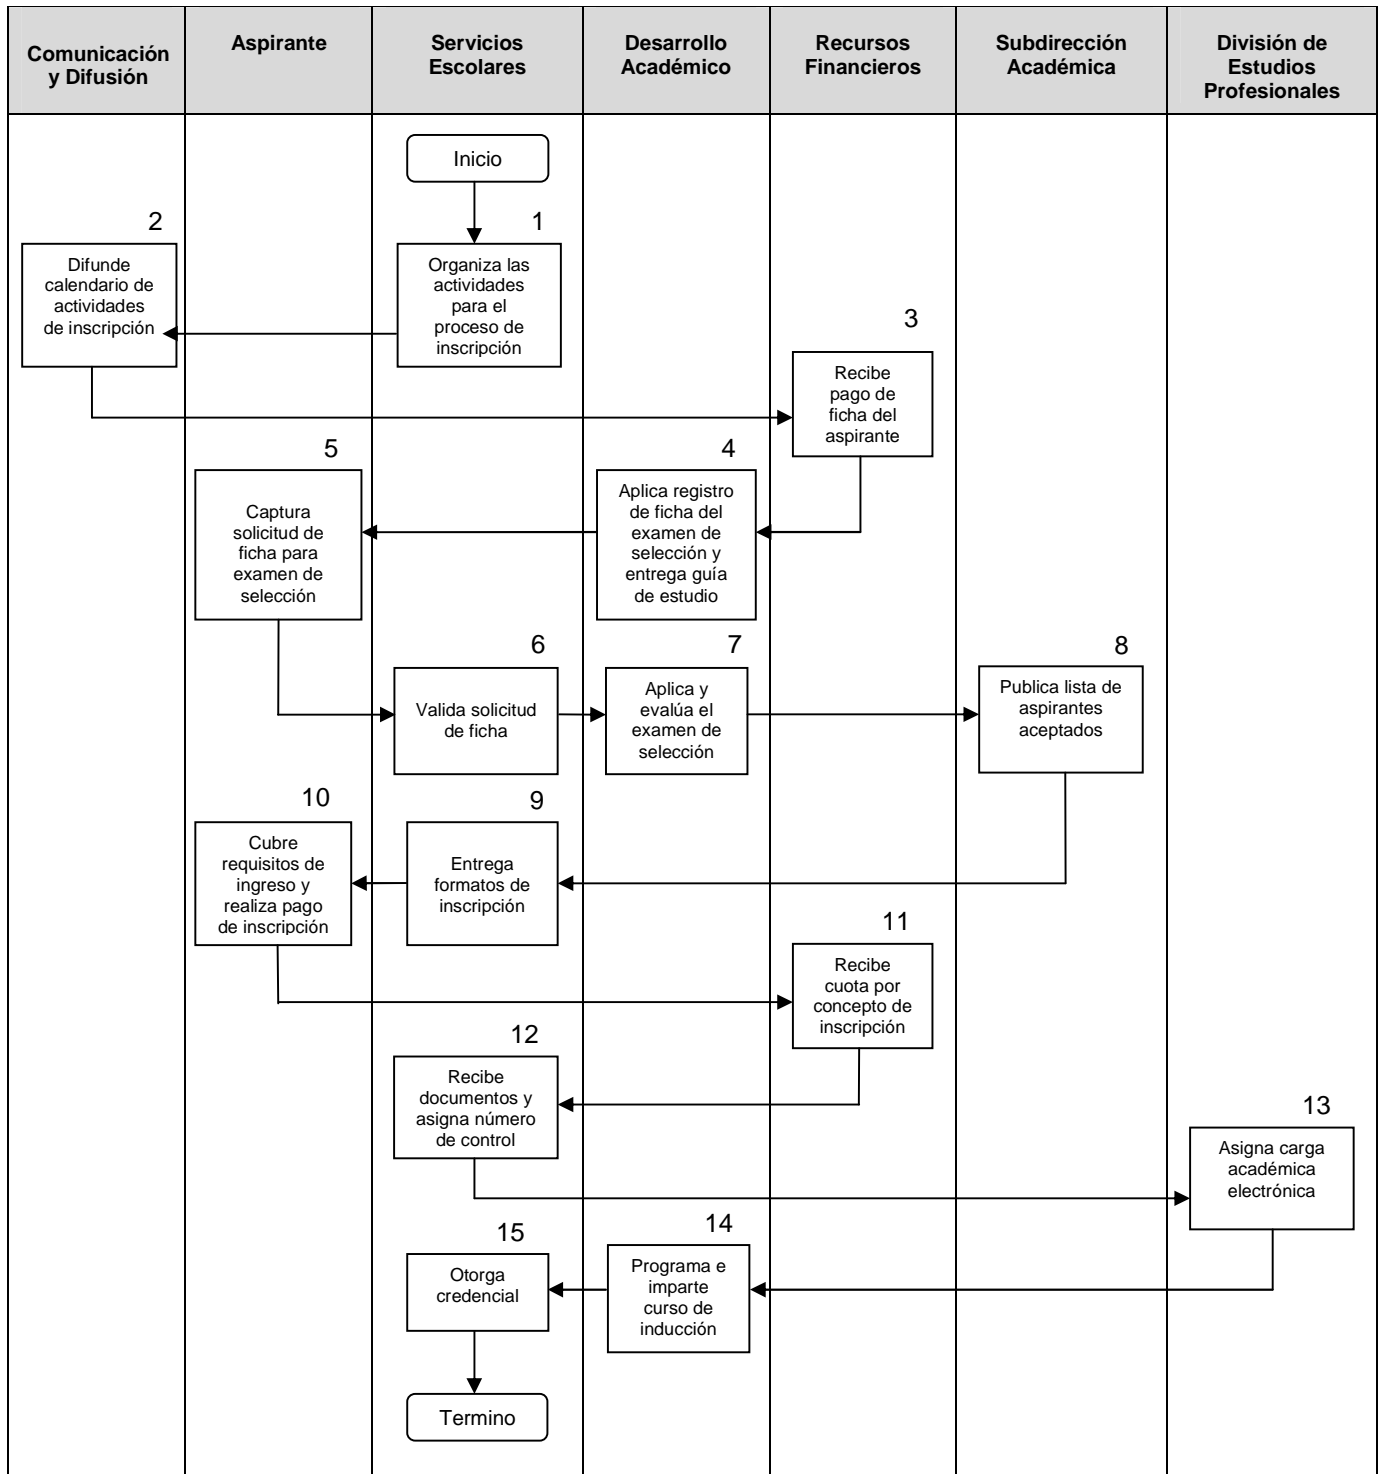 Comunicación
y Difusión
Aspirante
Servicios
Escolares
Desarrollo
Académico
Recursos
Financieros
Subdirección
Académica
División de
Estudios
Profesionales
Inicio
1
Organiza las
actividades
para el
proceso de
inscripción
2
Difunde
calendario de
actividades
de inscripción
3
Recibe
pago de
ficha del
aspirante
4
Aplica registro
de ficha del
examen de
selección y
entrega guía
de estudio
5
Captura
solicitud de
ficha para
examen de
selección
6
Valida solicitud
de ficha
7
Aplica y
evalúa el
examen de
selección
8
Publica lista de
aspirantes
aceptados
9
Entrega
formatos de
inscripción
10
Cubre
requisitos de
ingreso y
realiza pago
de inscripción
11
Recibe
cuota por
concepto de
inscripción
12
Recibe
documentos y
asigna número
de control
13
Asigna carga
académica
electrónica
14
Programa e
imparte
curso de
inducción
15
Otorga
credencial
Termino